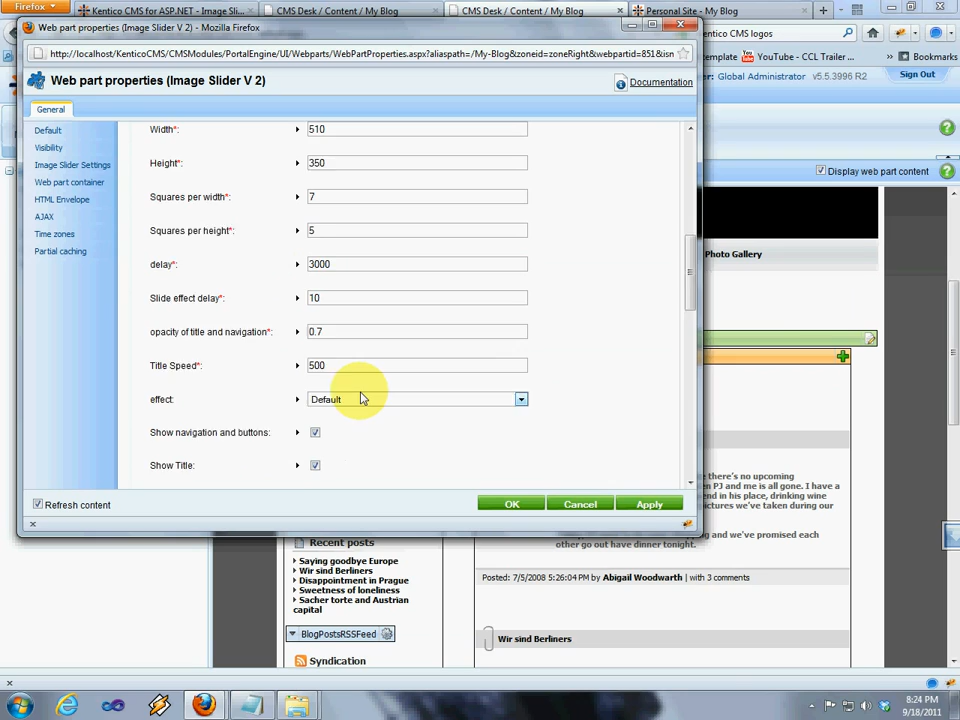 Firefox
Kentico CMS for ASP.NET - Image Sli...
CMS Desk / Content / My Blog
CMS Desk / Content / My Blog
Personal Site - My Blog
Web part properties (Image Slider V 2) - Mozilla Firefox
http://localhost/KenticoCMS/CMSModules/PortalEngine/UI/Webparts/WebPartProperties.aspx?aliaspath=/My-Blog&zoneid=zoneRight&webpartid=851&isn
entico CMS logos
template
YouTube - CCL Trailer ...
Bookmarks
Web part properties (Image Slider V 2)
Documentation
Global Administrator
v5.5.3996 R2
Sign Out
General
Default
Visibility
Image Slider Settings
Web part container
HTML Envelope
AJAX
Time zones
Partial caching
Width*:
510
Height*:
350
Squares per width*:
7
Squares per height*:
5
delay*:
3000
Slide effect delay*:
10
opacity of title and navigation*:
0.7
Title Speed*:
500
effect:
Default
Show navigation and buttons:
Show Title:
Refresh content
OK
Cancel
Apply
Display web part content
Photo Gallery
e there's no upcoming
en PJ and me is all gone. I have a
end in his place, drinking wine
ictures we've taken during our
and we've promised each
other go out have dinner tonight.
Posted: 7/5/2008 5:26:04 PM by Abigail Woodwarth | with 3 comments
Wir sind Berliners
Recent posts
Saying goodbye Europe
Wir sind Berliners
Disappointment in Prague
Sweetness of loneliness
Sacher torte and Austrian
capital
BlogPostsRSSFeed
Syndication
8:24 PM
9/18/2011